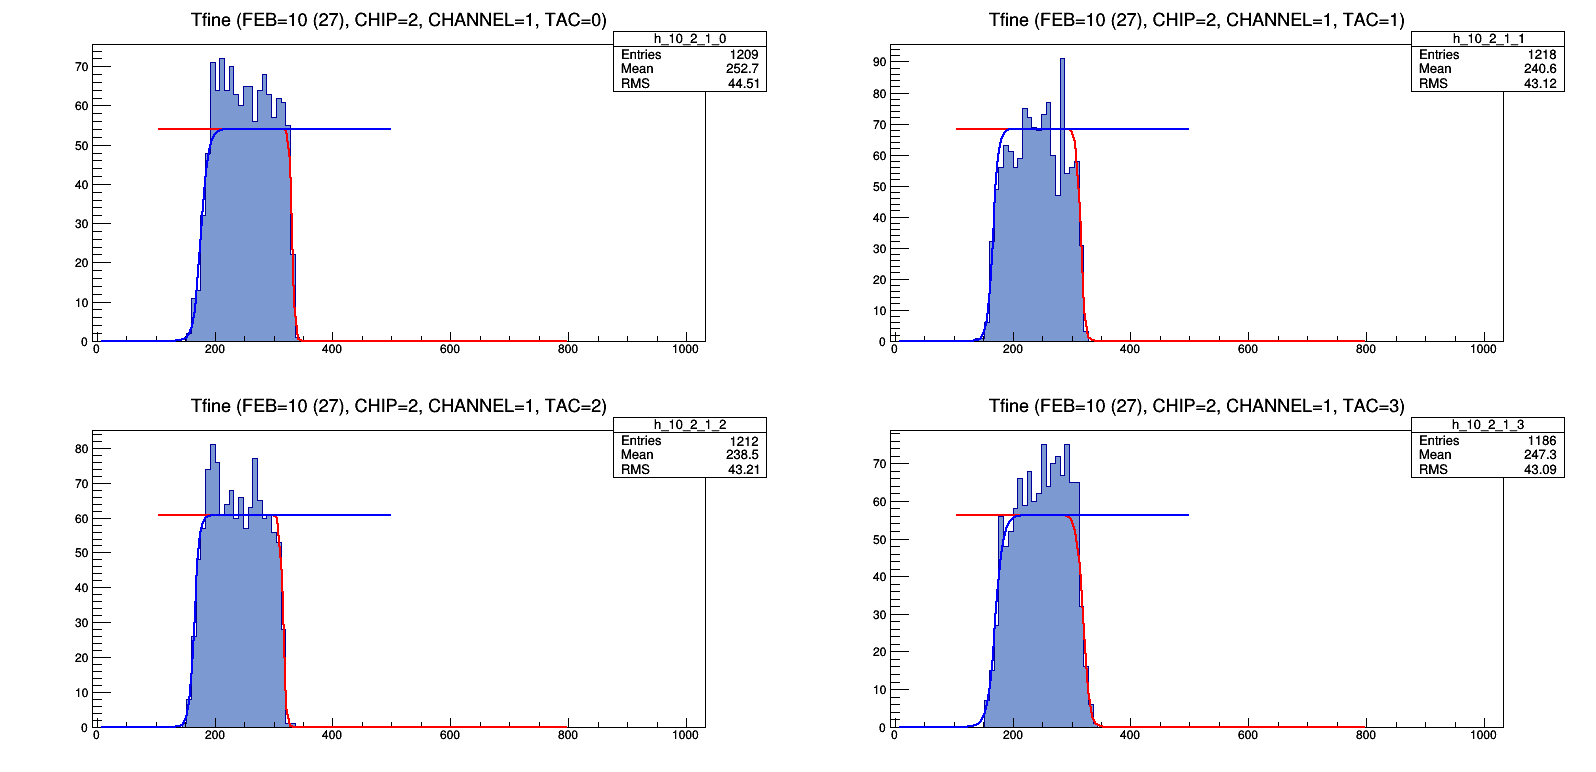 Tfine (FEB=10 (27), CHIP=2, CHANNEL=1, TAC=0)
h_10_2_1_0
Entries 1209
Mean 252.7
RMS 44.51
70
60
50
40
30
20
10
0
0 200 400 600 800 1000
Tfine (FEB=10 (27), CHIP=2, CHANNEL=1, TAC=1)
h_10_2_1_1
Entries 1218
Mean 240.6
RMS 43.12
90
80
70
60
50
40
30
20
10
0
0 200 400 600 800 1000
Tfine (FEB=10 (27), CHIP=2, CHANNEL=1, TAC=2)
h_10_2_1_2
Entries 1212
Mean 238.5
RMS 43.21
80
70
60
50
40
30
20
10
0
0 200 400 600 800 1000
Tfine (FEB=10 (27), CHIP=2, CHANNEL=1, TAC=3)
h_10_2_1_3
Entries 1186
Mean 247.3
RMS 43.09
70
60
50
40
30
20
10
0
0 200 400 600 800 1000